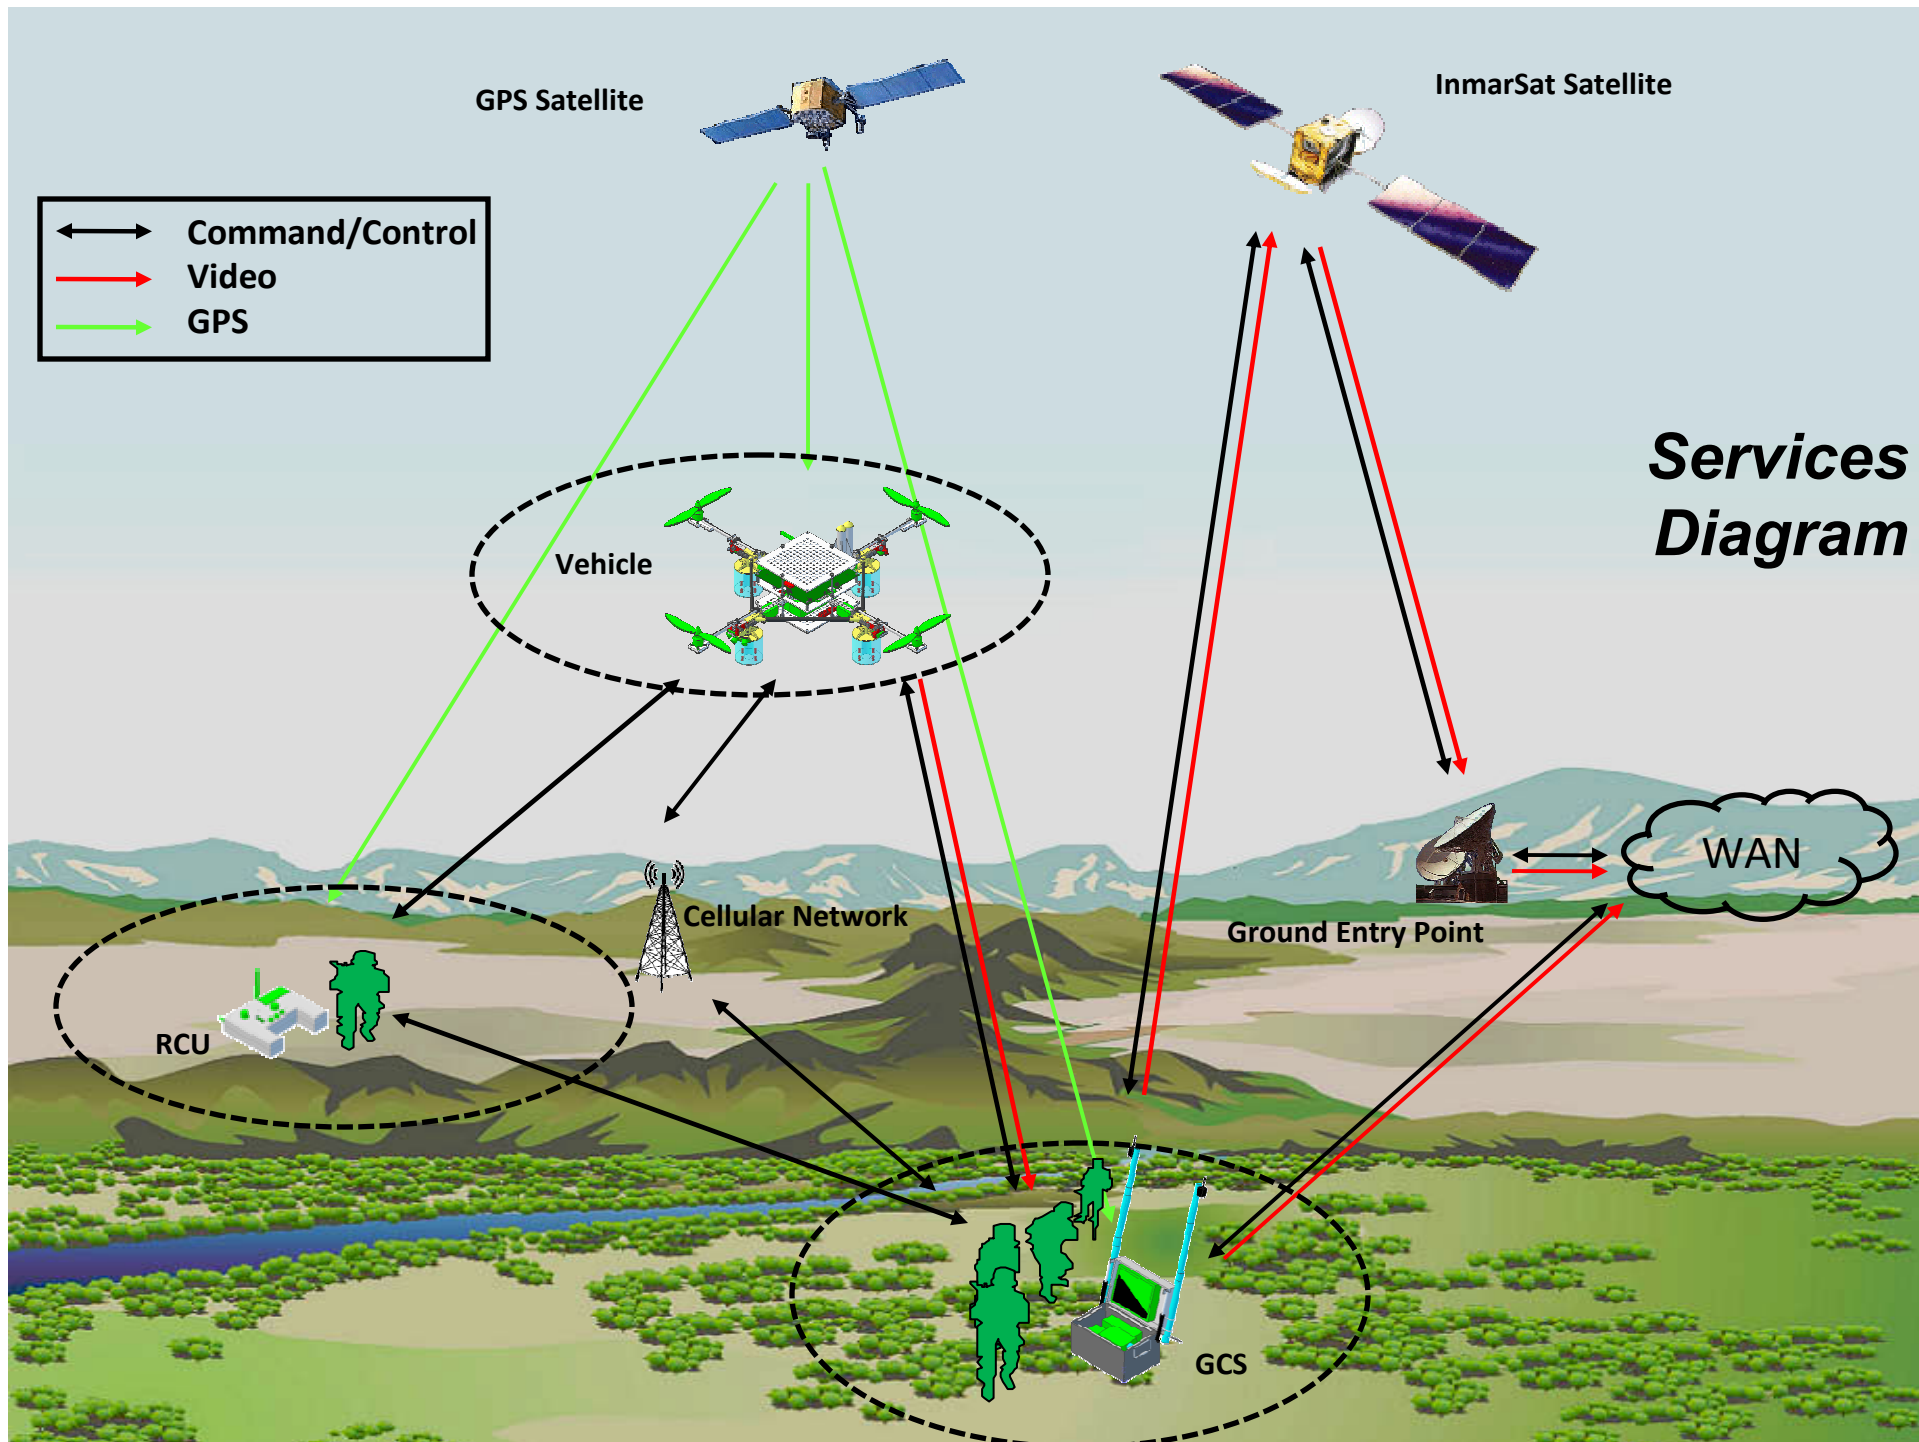 GPS Satellite
InmarSat Satellite
Command/Control
Video
GPS
Services
Diagram
Vehicle
WAN
Cellular Network
Ground Entry Point
RCU
GCS